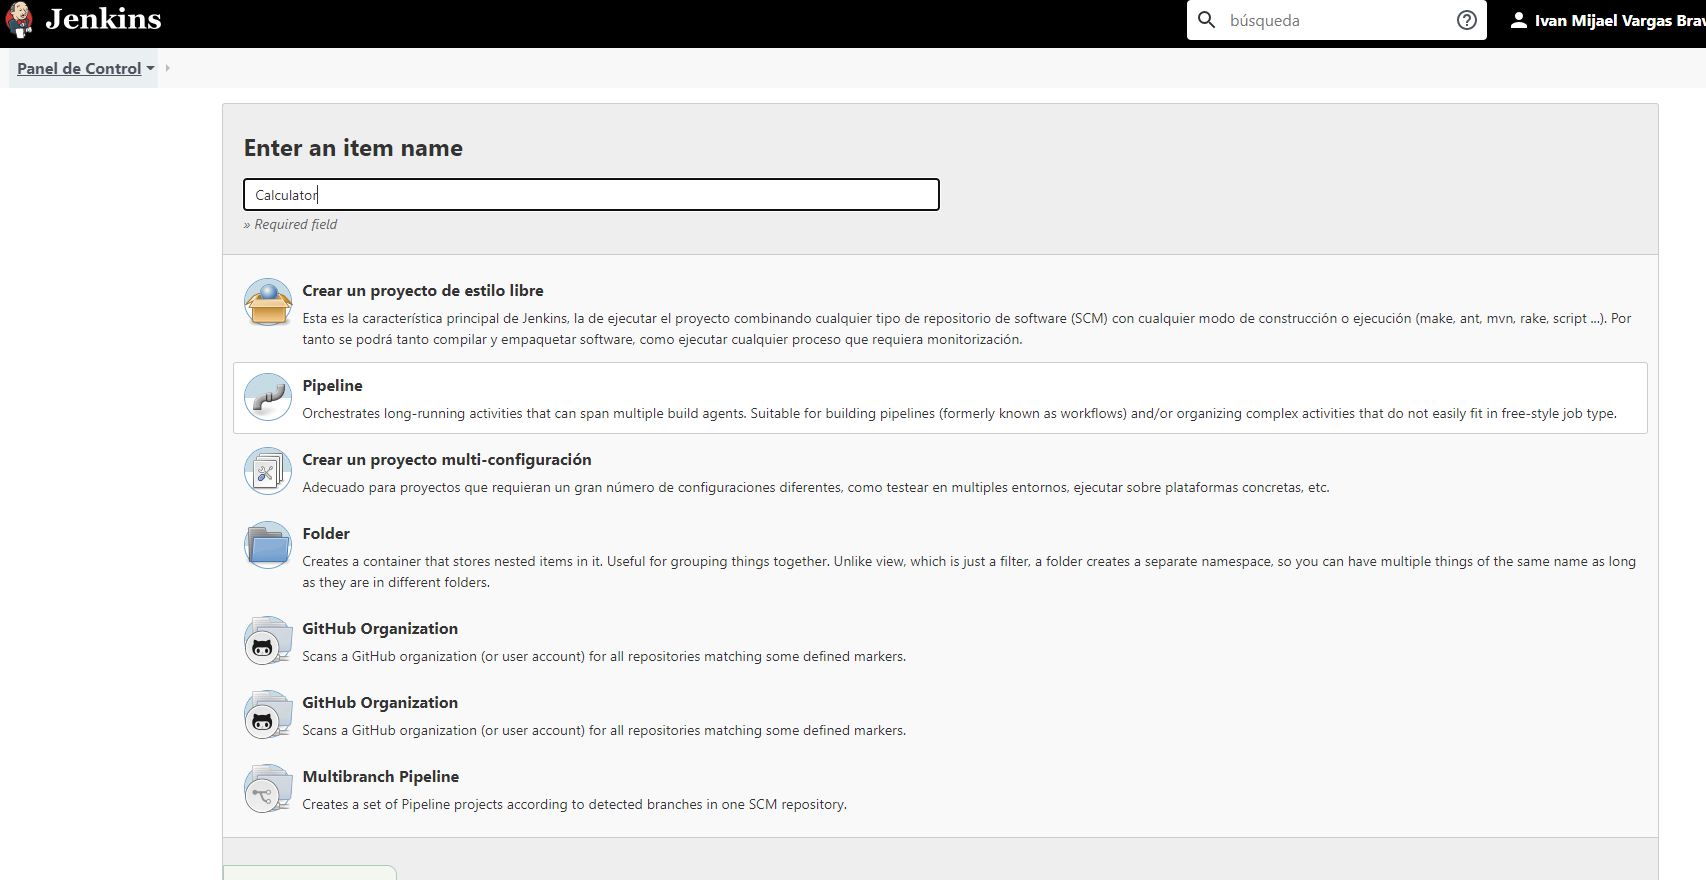 Jenkins
búsqueda
Ivan Mijael Vargas Brav
Panel de Control
Enter an item name
Calculator
» Required field
Crear un proyecto de estilo libre
Esta es la característica principal de Jenkins, la de ejecutar el proyecto combinando cualquier tipo de repositorio de software (SCM) con cualquier modo de construcción o ejecución (make, ant, mvn, rake, script ...). Por
tanto se podrá tanto compilar y empaquetar software, como ejecutar cualquier proceso que requiera monitorización.
Pipeline
Orchestrates long-running activities that can span multiple build agents. Suitable for building pipelines (formerly known as workflows) and/or organizing complex activities that do not easily fit in free-style job type.
Crear un proyecto multi-configuración
Adecuado para proyectos que requieran un gran número de configuraciones diferentes, como testear en multiples entornos, ejecutar sobre plataformas concretas, etc.
Folder
Creates a container that stores nested items in it. Useful for grouping things together. Unlike view, which is just a filter, a folder creates a separate namespace, so you can have multiple things of the same name as long
as they are in different folders.
GitHub Organization
Scans a GitHub organization (or user account) for all repositories matching some defined markers.
GitHub Organization
Scans a GitHub organization (or user account) for all repositories matching some defined markers.
Multibranch Pipeline
Creates a set of Pipeline projects according to detected branches in one SCM repository.